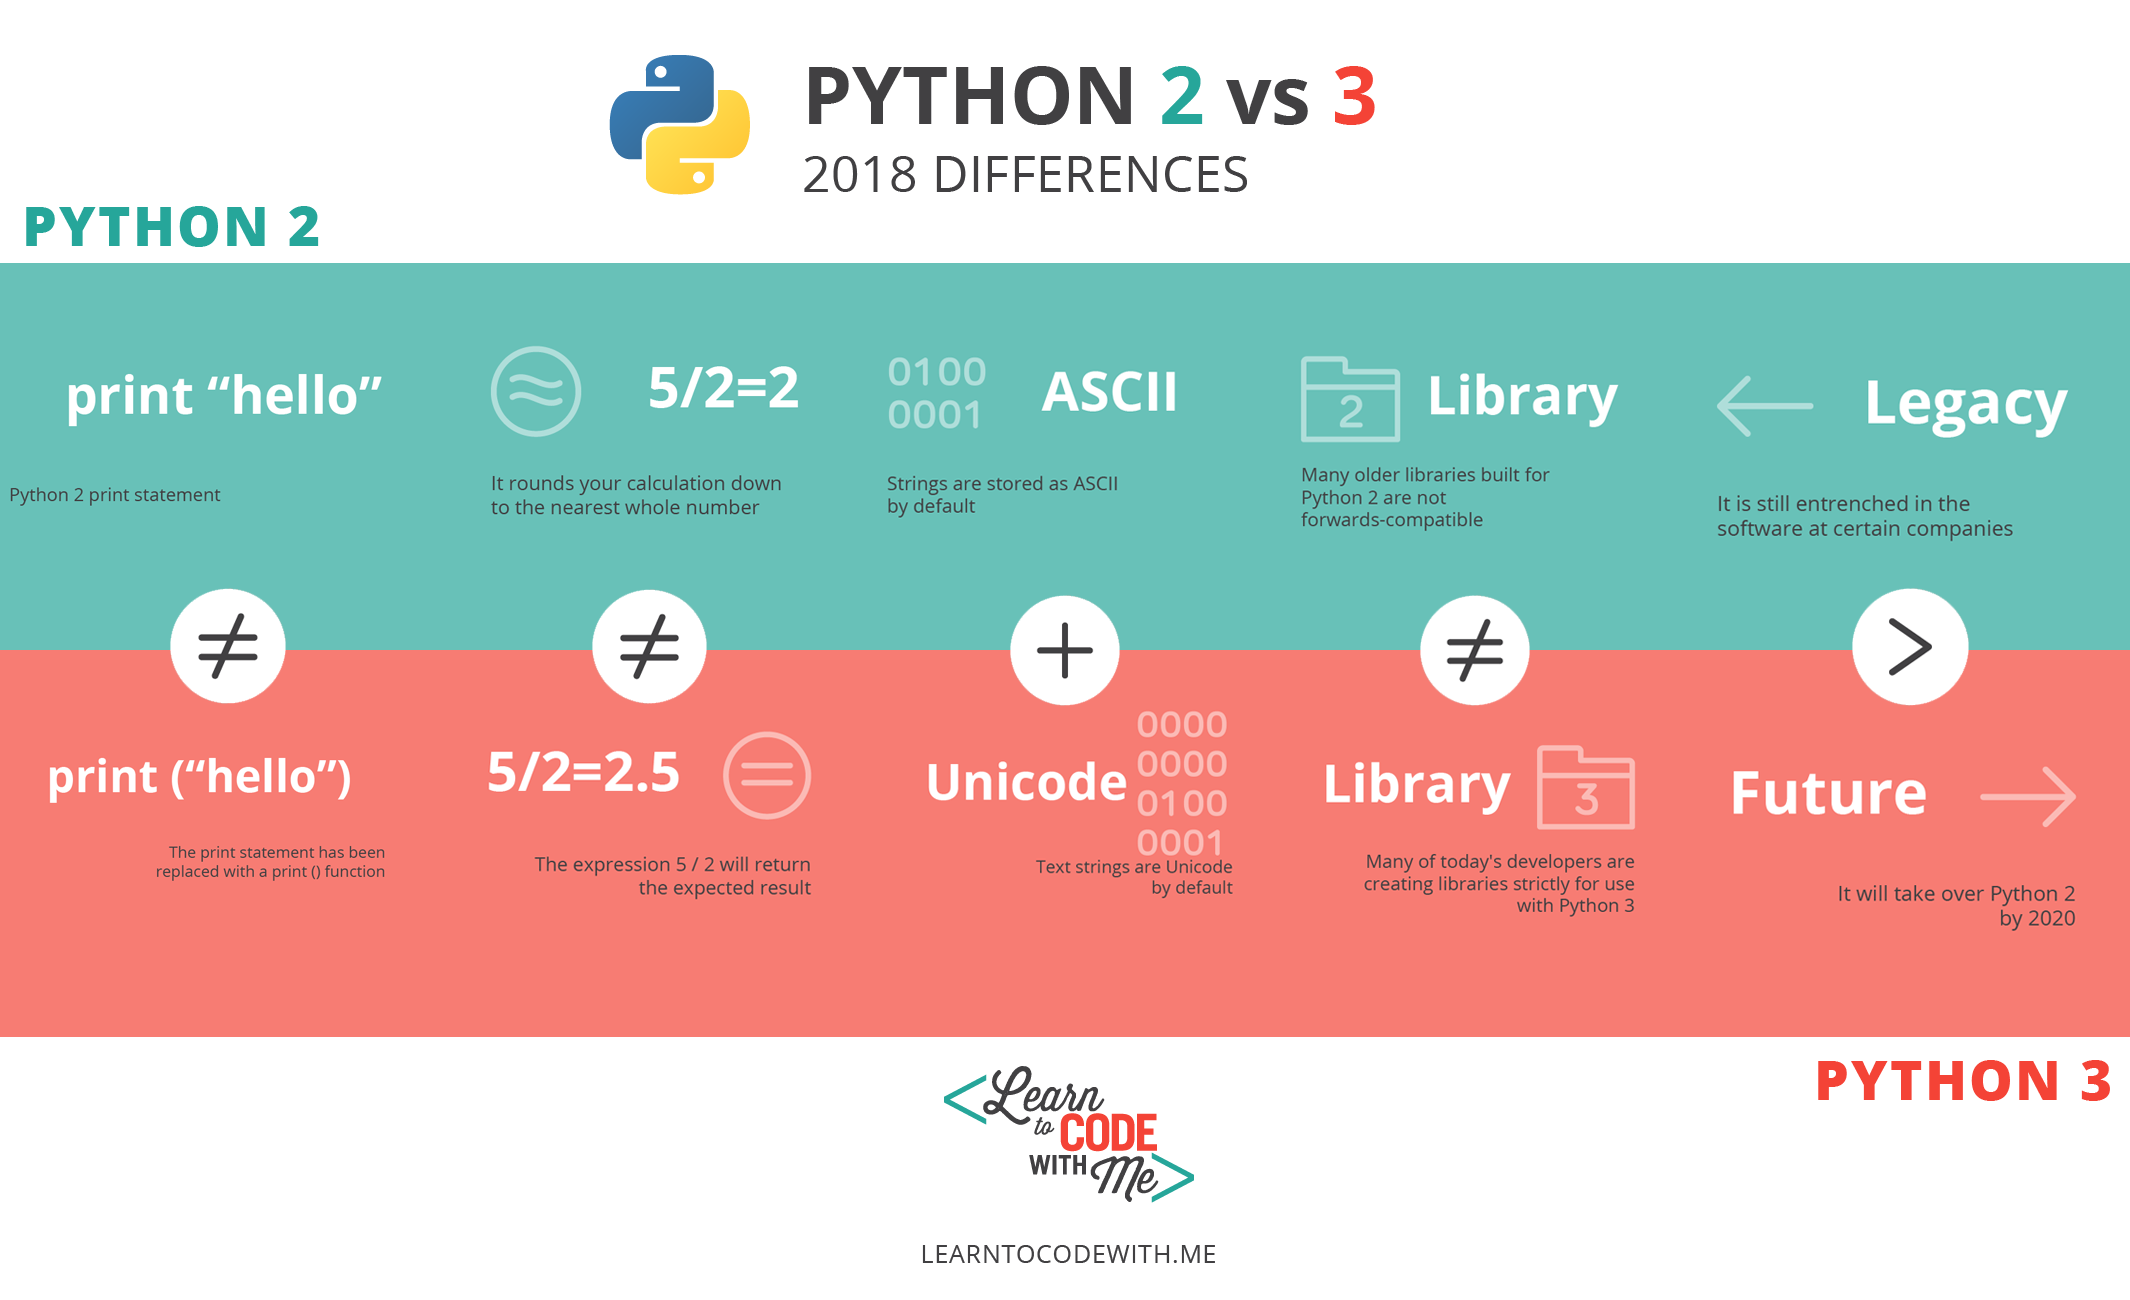 PYTHON 2 vs 3
2018 DIFFERENCES
PYTHON 2
print “hello”
Python 2 print statement
5/2=2
It rounds your calculation down
to the nearest whole number
0100
0001
ASCII
Strings are stored as ASCII
by default
2
Library
Many older libraries built for
Python 2 are not
forwards-compatible
Legacy
It is still entrenched in the
software at certain companies
≠
≠
+
≠
>
print (“hello”)
The print statement has been
replaced with a print () function
5/2=2.5
The expression 5 / 2 will return
the expected result
Unicode
0000
0000
0100
0001
Text strings are Unicode
by default
Library
3
Many of today's developers are
creating libraries strictly for use
with Python 3
Future
It will take over Python 2
by 2020
PYTHON 3
<Learn
to CODE
WITH Me>
LEARNTOCODEWITH.ME